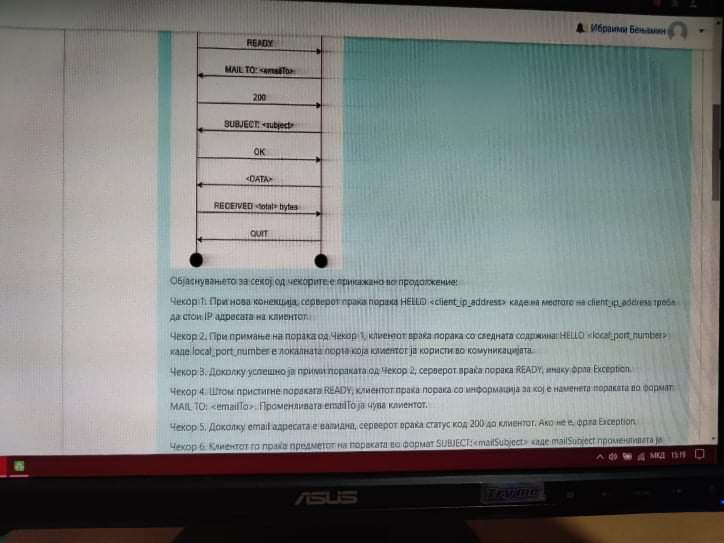 Ибраими Бењамин
READY
MAIL TO: <emailTo>
200
SUBJECT: <subject>
OK
<DATA>
RECEIVED <total> bytes
QUIT
Објаснувањето за секој од чекорите е прикажано во продолжение:
Чекор 1. При нова конекција, серверот праќа порака HELLO <client_ip_address> каде на местото на client_ip_address треба
да стои IP адресата на клиентот.
Чекор 2. При примање на порака од Чекор 1, клиентот враќа порака со следната содржина: HELLO <local_port_number>
каде local_port_number е локалната порта која клиентот ја користи во комуникацијата.
Чекор 3. Доколку успешно ја прими пораката од Чекор 2, серверот враќа порака READY, инаку фрла Exception.
Чекор 4. Штом пристигне пораката READY, клиентот праќа порака со информација за кој е наменета пораката во формат:
MAIL TO: <emailTo>. Променливата emailTo ја чува клиентот.
Чекор 5. Доколку email адресата е валидна, серверот враќа статус код 200 до клиентот. Ако не е, фрла Exception.
Чекор 6. Клиентот го праќа предметот на пораката во формат SUBJECT:<mailSubject> каде mailSubject променливата ја
МКД 15:19
ASUS